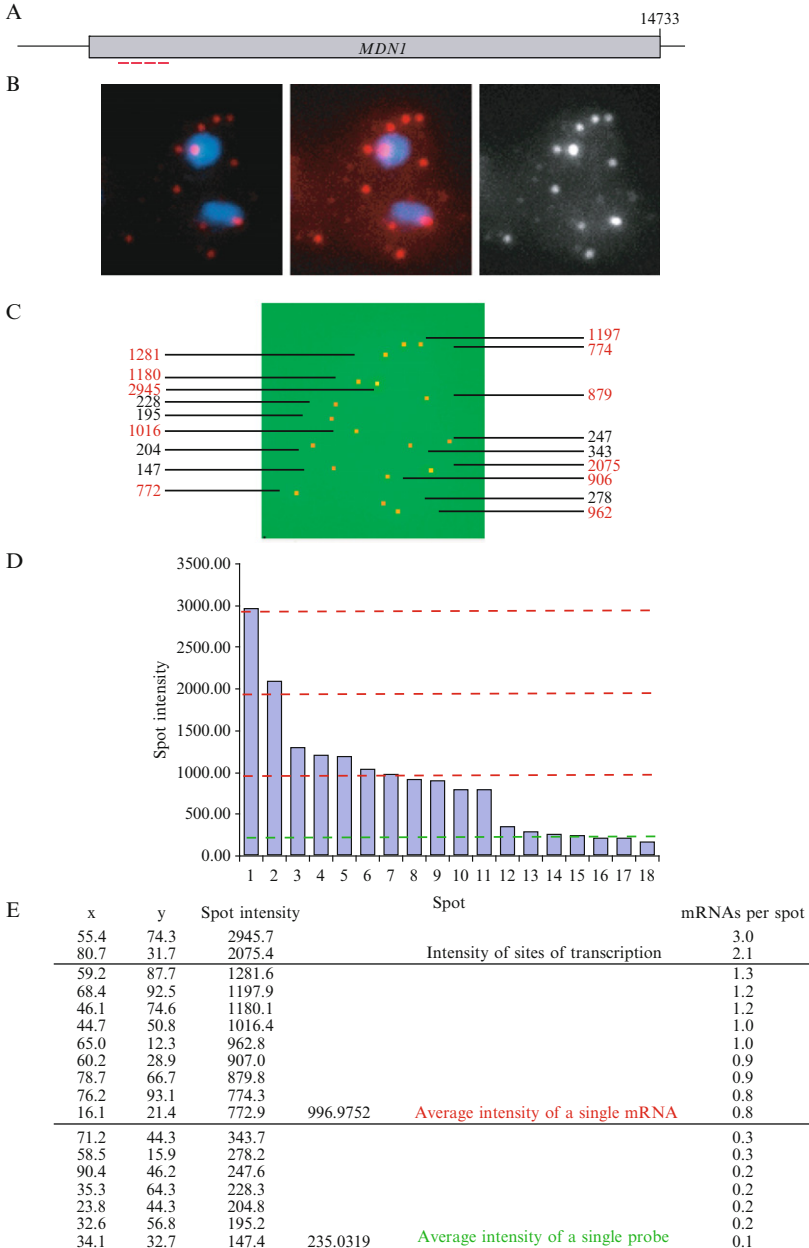 A
14733
MDN1
B
C
1281
1180
2945
228
195
1016
204
147
772
1197
774
879
247
343
2075
906
278
962
D
3500.00
3000.00
2500.00
2000.00
1500.00
1000.00
500.00
0.00
Spot intensity
1 2 3 4 5 6 7 8 9 10 11 12 13 14 15 16 17 18
Spot
E
x y Spot intensity mRNAs per spot
55.4 74.3 2945.7 3.0
80.7 31.7 2075.4 Intensity of sites of transcription 2.1
59.2 87.7 1281.6 1.3
68.4 92.5 1197.9 1.2
46.1 74.6 1180.1 1.2
44.7 50.8 1016.4 1.0
65.0 12.3 962.8 1.0
60.2 28.9 907.0 0.9
78.7 66.7 879.8 0.9
76.2 93.1 774.3 0.8
16.1 21.4 772.9 996.9752 Average intensity of a single mRNA 0.8
71.2 44.3 343.7 0.3
58.5 15.9 278.2 0.3
90.4 46.2 247.6 0.2
35.3 64.3 228.3 0.2
23.8 44.3 204.8 0.2
32.6 56.8 195.2 0.2
34.1 32.7 147.4 235.0319 Average intensity of a single probe 0.1